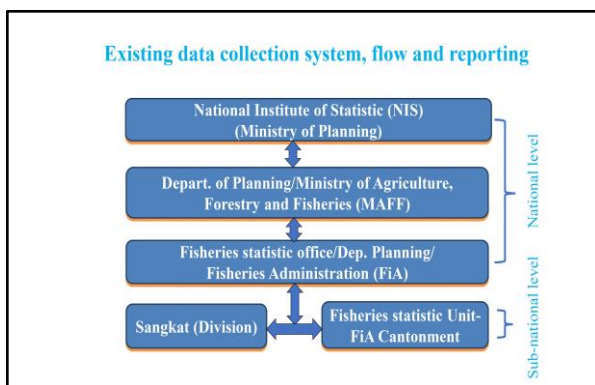 Existing data collection system, flow and reporting
National Institute of Statistic (NIS)
(Ministry of Planning)
Depart. of Planning/Ministry of Agriculture,
Forestry and Fisheries (MAFF)
Fisheries statistic office/Dep. Planning/
Fisheries Administration (FiA)
National level
Sangkat (Division)
Fisheries statistic Unit-
FiA Cantonment
Sub-national level